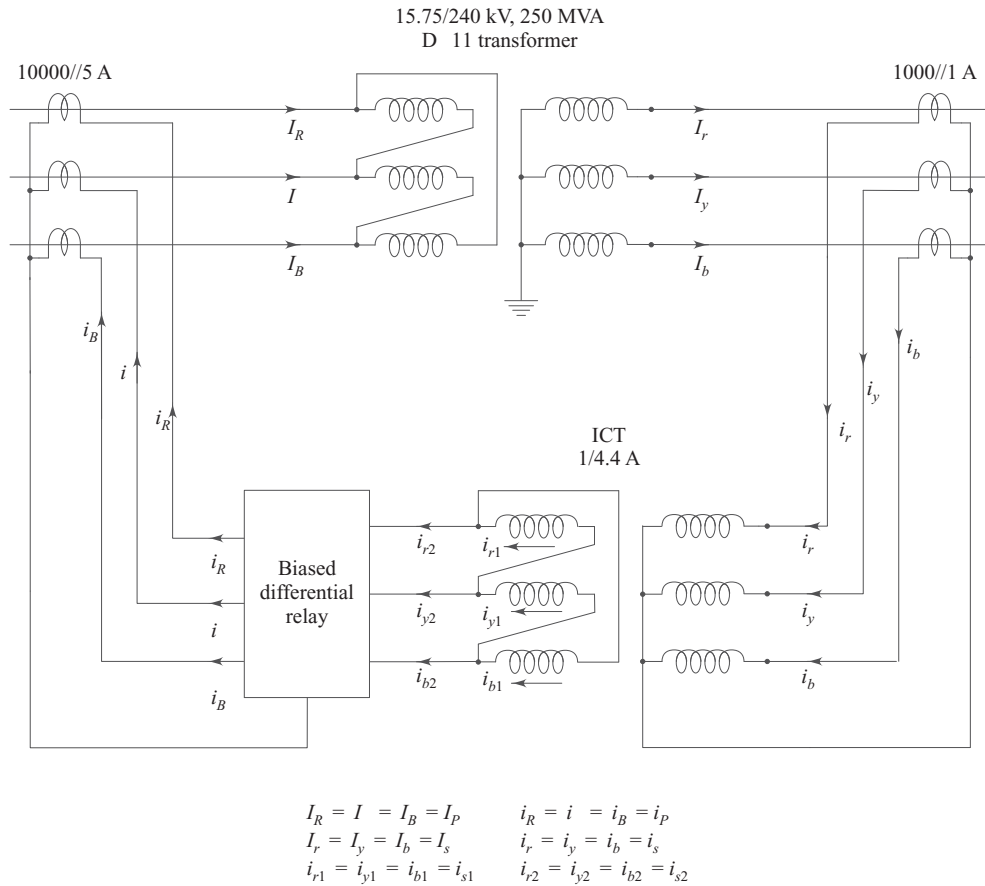 15.75/240 kV, 250 MVA
D 11 transformer
10000//5 A
1000//1 A
I_R
I_r
I
I_y
I_B
I_b
i_B
i_b
i
i_y
i_R
i_r
ICT
1/4.4 A
i_r2
i_r1
i_r
i_R
Biased
differential
relay
i_y2
i_y1
i_y
i
i_b2
i_b1
i_b
i_B
I_R = I = I_B = I_P
i_R = i = i_B = i_P
I_r = I_y = I_b = I_s
i_r = i_y = i_b = i_s
i_r1 = i_y1 = i_b1 = i_s1
i_r2 = i_y2 = i_b2 = i_s2